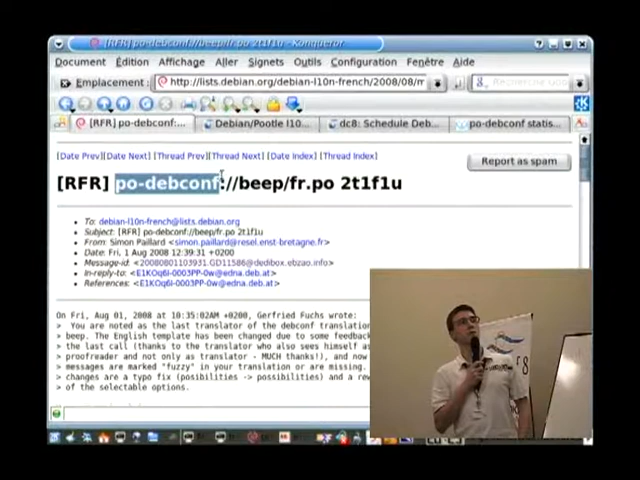 [RFR] po-debconf://beep/fr.po 2t1f1u - Konqueror
Document Édition Affichage Aller Signets Outils Configuration Fenêtre Aide
Emplacement : http://lists.debian.org/debian-l10n-french/2008/08/m
[RFR] po-debconf:... Debian/Pootle l10... dc8: Schedule Deb... po-debconf statis...
[Date Prev][Date Next] [Thread Prev][Thread Next] [Date Index] [Thread Index]
Report as spam
[RFR] po-debconf://beep/fr.po 2t1f1u
To: debian-l10n-french@lists.debian.org
Subject: [RFR] po-debconf://beep/fr.po 2t1f1u
From: Simon Paillard <simon.paillard@resel.enst-bretagne.fr>
Date: Fri, 1 Aug 2008 12:39:31 +0200
Message-id: <20080801103931.GD11586@dedibox.ebzao.info>
In-reply-to: <E1KOq6I-0003PP-0w@edna.deb.at>
References: <E1KOq6I-0003PP-0w@edna.deb.at>
On Fri, Aug 01, 2008 at 10:35:02AM +0200, Gerfried Fuchs wrote:
> You are noted as the last translator of the debconf translation
> beep. The English template has been changed due to some feedback
> the last call (thanks to the translator who also sees himself as
> proofreader and not only as translator - MUCH thanks!), and now
> messages are marked "fuzzy" in your translation or are missing.
> changes are a typo fix (posibilities -> possibilities) and a rew
> of the selectable options.